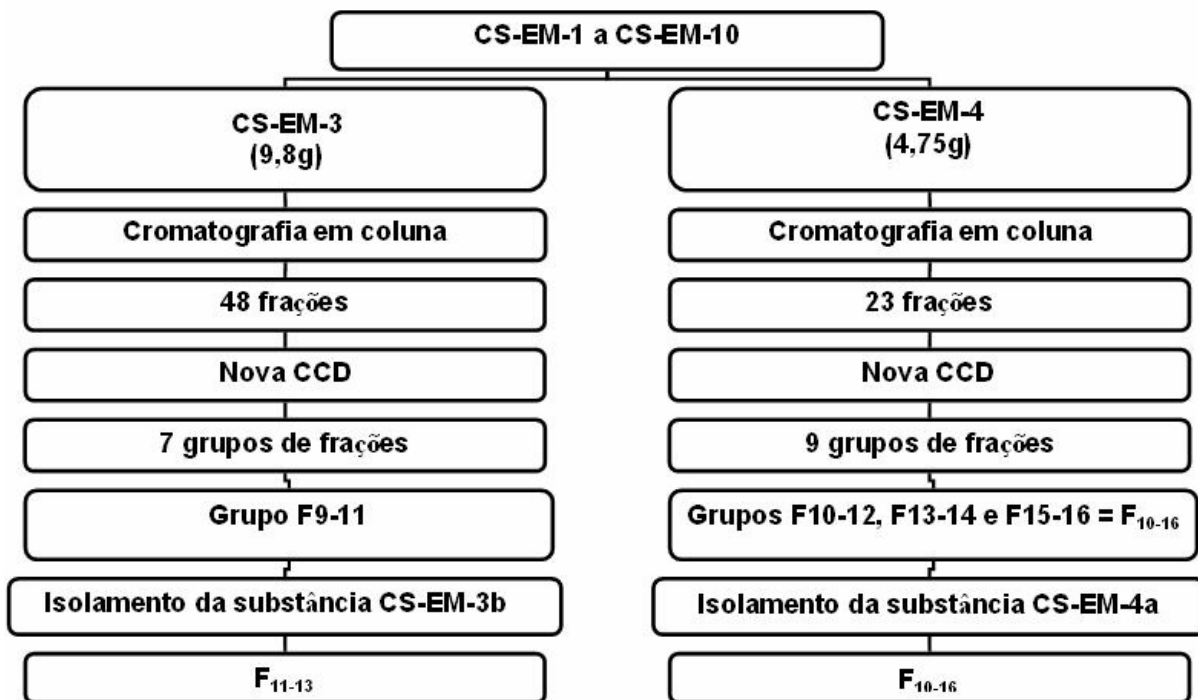 CS-EM-1 a CS-EM-10
CS-EM-3
(9,8g)
Cromatografia em coluna
48 frações
Nova CCD
7 grupos de frações
Grupo F9-11
Isolamento da substância CS-EM-3b
F11-13
CS-EM-4
(4,75g)
Cromatografia em coluna
23 frações
Nova CCD
9 grupos de frações
Grupos F10-12, F13-14 e F15-16 = F10-16
Isolamento da substância CS-EM-4a
F10-16